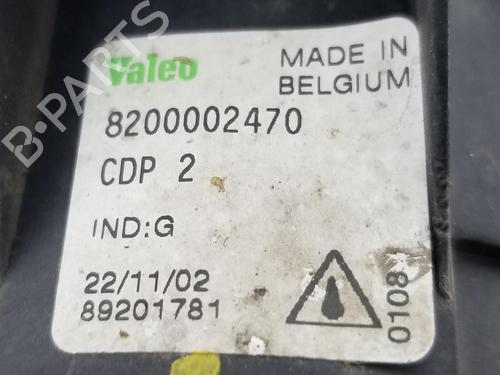 Valeo
MADE IN
BELGIUM
8200002470
CDP 2
IND:G
22/11/02
89201781
0108
B-PARTS